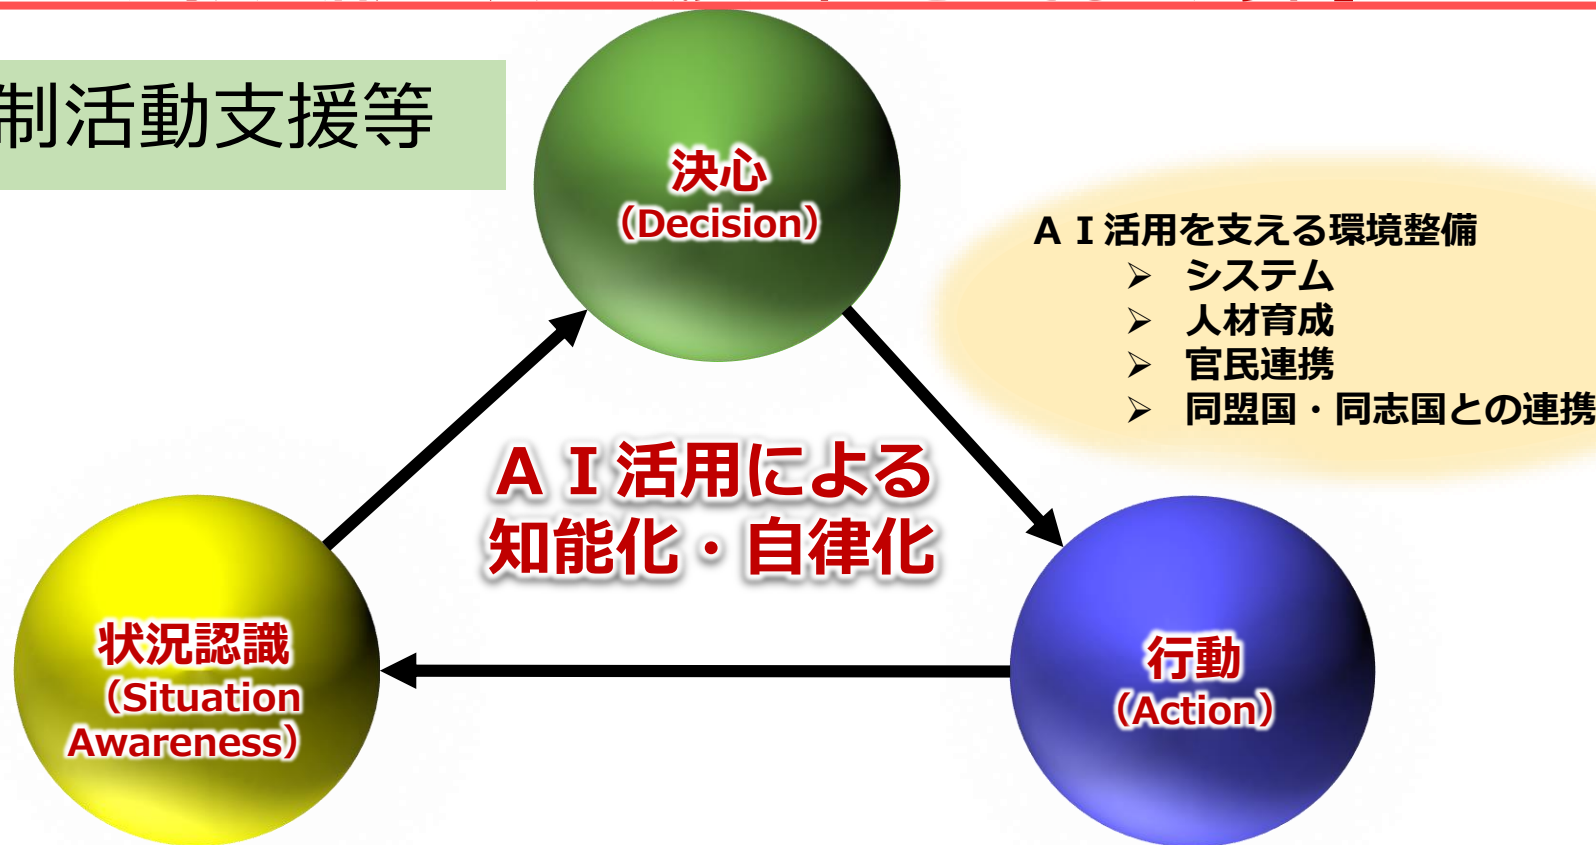 制活動支援等
決心
（Decision）
ＡＩ活用を支える環境整備
➢ システム
➢ 人材育成
➢ 官民連携
➢ 同盟国・同志国との連携
ＡＩ活用による
知能化・自律化
状況認識
（Situation
Awareness）
行動
（Action）